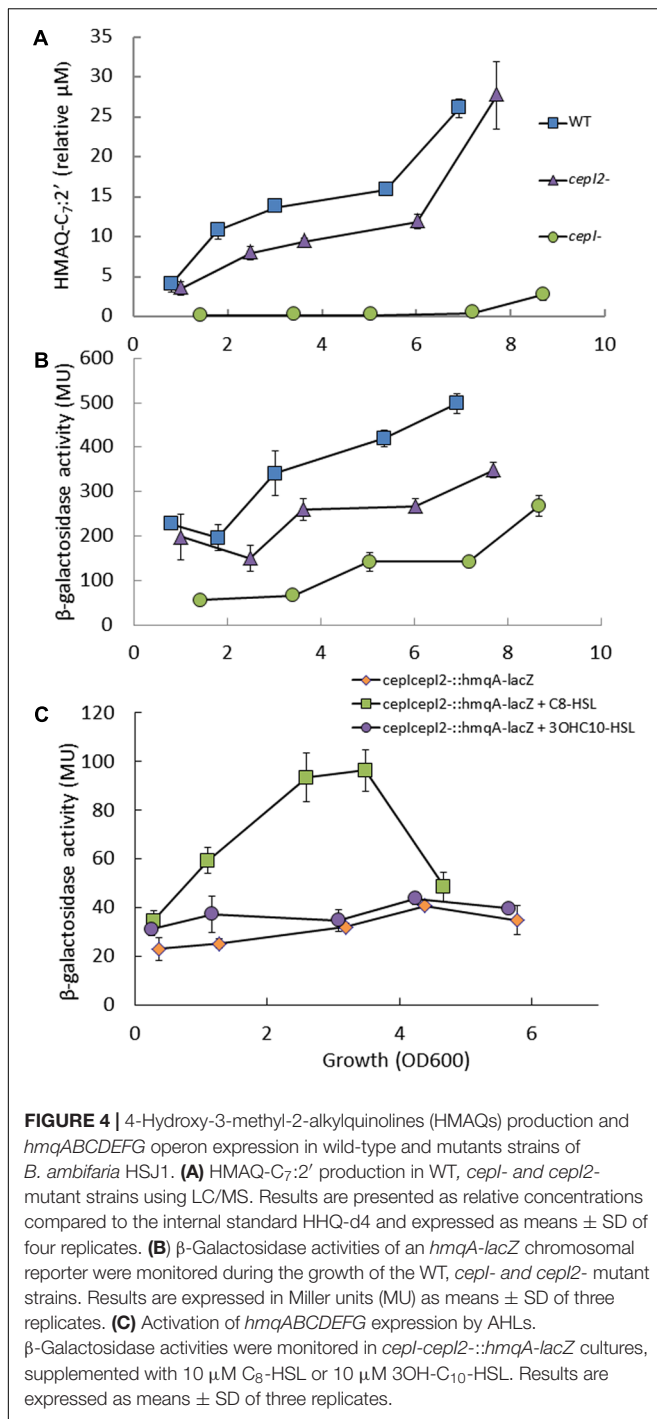 A
HMAQ-C7:2′ (relative µM)
35
30
25
20
15
10
5
0
WT
cepI2-
cepI-
0 2 4 6 8 10
B
β-galactosidase activity (MU)
600
500
400
300
200
100
0
0 2 4 6 8 10
cepIcepI2-::hmqA-lacZ
cepIcepI2-::hmqA-lacZ + C8-HSL
cepIcepI2-::hmqA-lacZ + 3OHC10-HSL
C
β-galactosidase activity (MU)
120
100
80
60
40
20
0
0 2 4 6
Growth (OD600)
FIGURE 4 | 4-Hydroxy-3-methyl-2-alkylquinolines (HMAQs) production and
hmqABCDEFG operon expression in wild-type and mutants strains of
B. ambifaria HSJ1. (A) HMAQ-C7:2′ production in WT, cepI- and cepI2-
mutant strains using LC/MS. Results are presented as relative concentrations
compared to the internal standard HHQ-d4 and expressed as means ± SD of
four replicates. (B) β-Galactosidase activities of an hmqA-lacZ chromosomal
reporter were monitored during the growth of the WT, cepI- and cepI2- mutant
strains. Results are expressed in Miller units (MU) as means ± SD of three
replicates. (C) Activation of hmqABCDEFG expression by AHLs.
β-Galactosidase activities were monitored in cepI-cepI2-::hmqA-lacZ cultures,
supplemented with 10 µM C8-HSL or 10 µM 3OH-C10-HSL. Results are
expressed as means ± SD of three replicates.